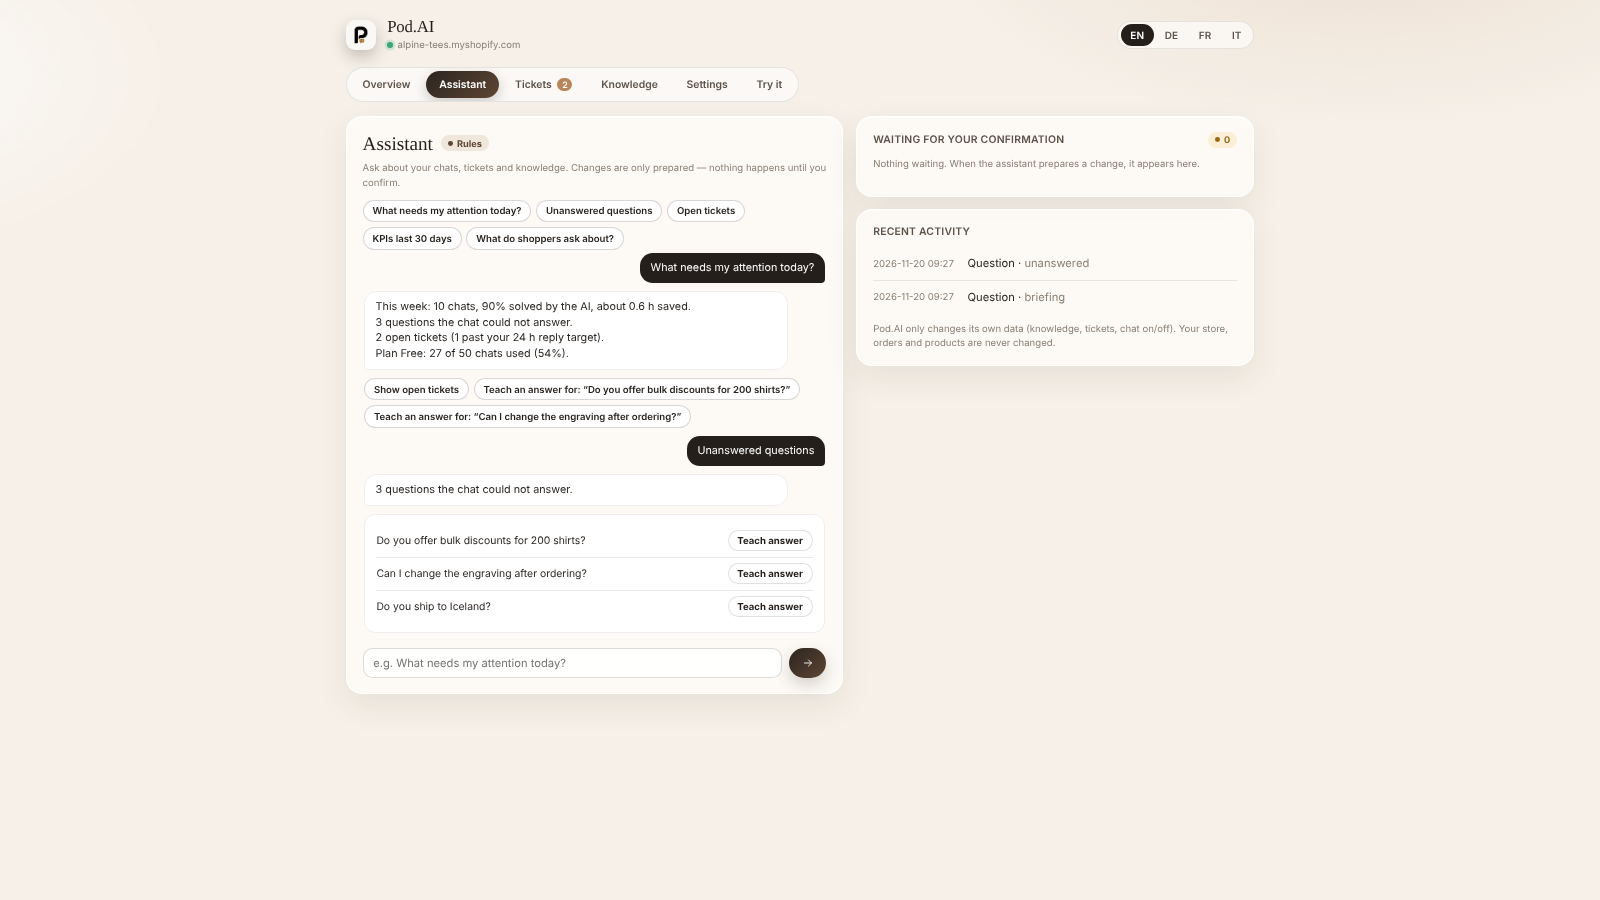 Pod.AI
alpine-tees.myshopify.com
EN DE FR IT
Overview Assistant Tickets 2 Knowledge Settings Try it
Assistant Rules
Ask about your chats, tickets and knowledge. Changes are only prepared — nothing happens until you
confirm.
What needs my attention today? Unanswered questions Open tickets
KPIs last 30 days What do shoppers ask about?
What needs my attention today?
This week: 10 chats, 90% solved by the AI, about 0.6 h saved.
3 questions the chat could not answer.
2 open tickets (1 past your 24 h reply target).
Plan Free: 27 of 50 chats used (54%).
Show open tickets Teach an answer for: “Do you offer bulk discounts for 200 shirts?”
Teach an answer for: “Can I change the engraving after ordering?”
Unanswered questions
3 questions the chat could not answer.
Do you offer bulk discounts for 200 shirts? Teach answer
Can I change the engraving after ordering? Teach answer
Do you ship to Iceland? Teach answer
e.g. What needs my attention today?
WAITING FOR YOUR CONFIRMATION 0
Nothing waiting. When the assistant prepares a change, it appears here.
RECENT ACTIVITY
2026-11-20 09:27 Question · unanswered
2026-11-20 09:27 Question · briefing
Pod.AI only changes its own data (knowledge, tickets, chat on/off). Your store,
orders and products are never changed.